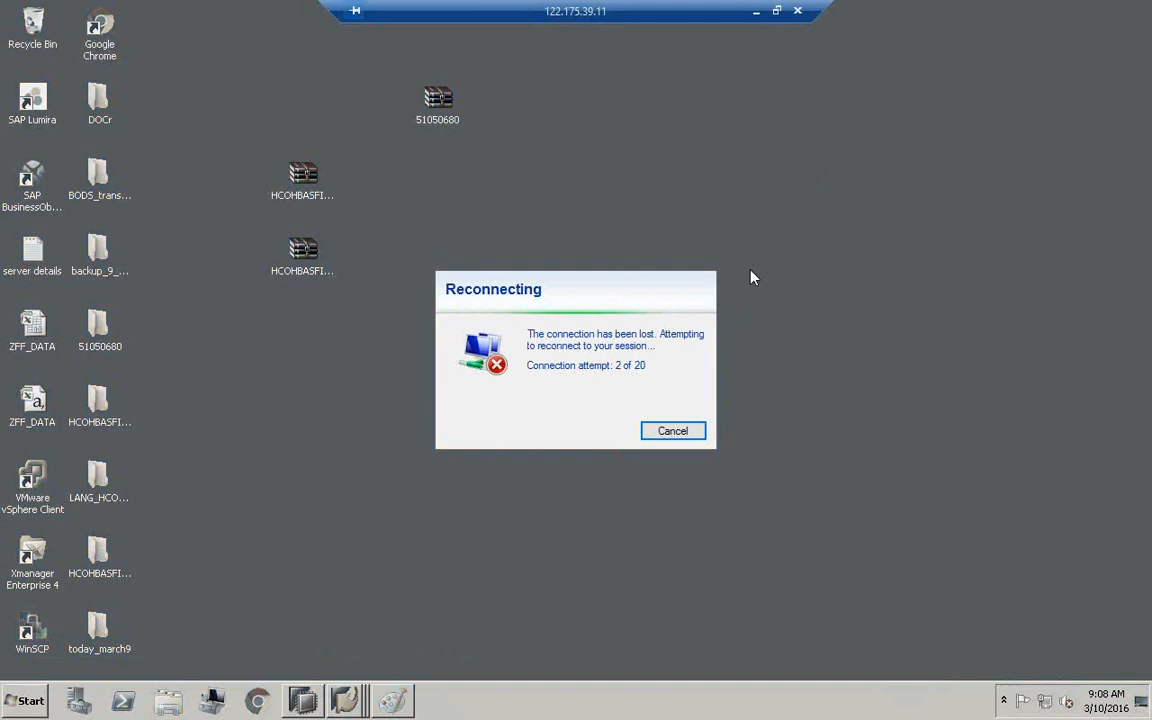 122.175.39.11
Recycle Bin
Google
Chrome
SAP Lumira
DOCr
51050680
SAP
BusinessOb...
BODS_trans...
HCOHBASFI...
server details
backup_9_...
HCOHBASFI...
Reconnecting
The connection has been lost. Attempting
to reconnect to your session...
Connection attempt: 2 of 20
Cancel
ZFF_DATA
51050680
ZFF_DATA
HCOHBASFI...
VMware
vSphere Client
LANG_HCO...
Xmanager
Enterprise 4
HCOHBASFI...
WinSCP
today_march9
Start
9:08 AM
3/10/2016